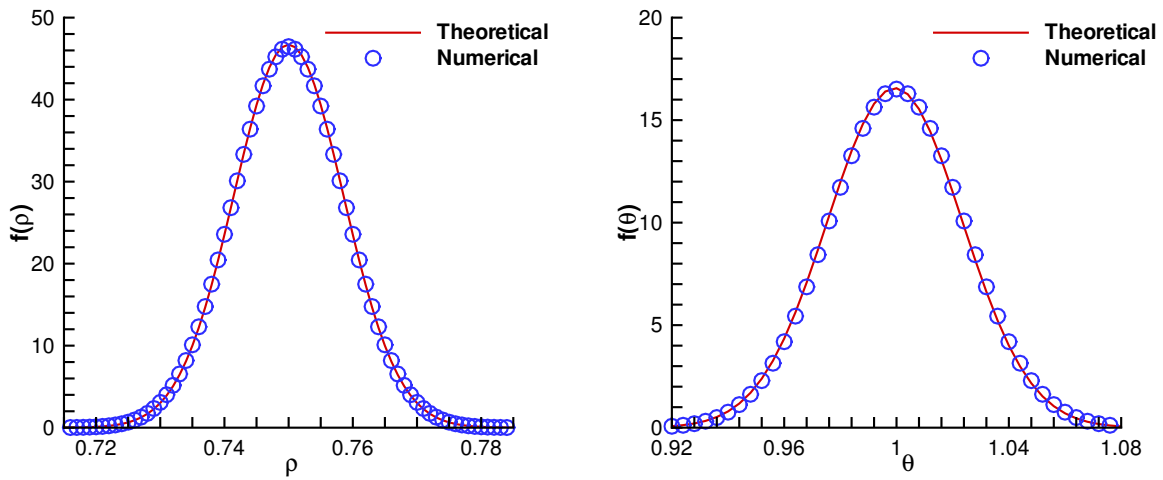 50
40
30
20
10
0
f(ρ)
0.72
0.74
0.76
0.78
ρ
Theoretical
Numerical
20
15
10
5
0
f(θ)
0.92
0.96
1
1.04
1.08
θ
Theoretical
Numerical